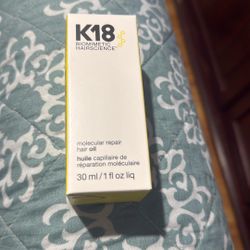 K18
BIOMIMETIC
HAIRSCIENCE
molecular repair
hair oil
huile capillaire de
réparation moléculaire
30 ml / 1 fl oz liq